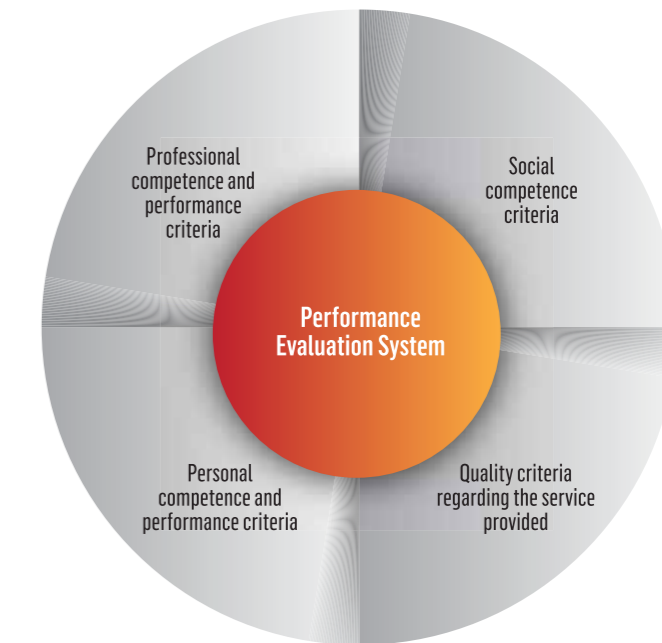 Professional
competence and
performance
criteria
Social
competence
criteria
Performance
Evaluation System
Personal
competence and
performance criteria
Quality criteria
regarding the service
provided